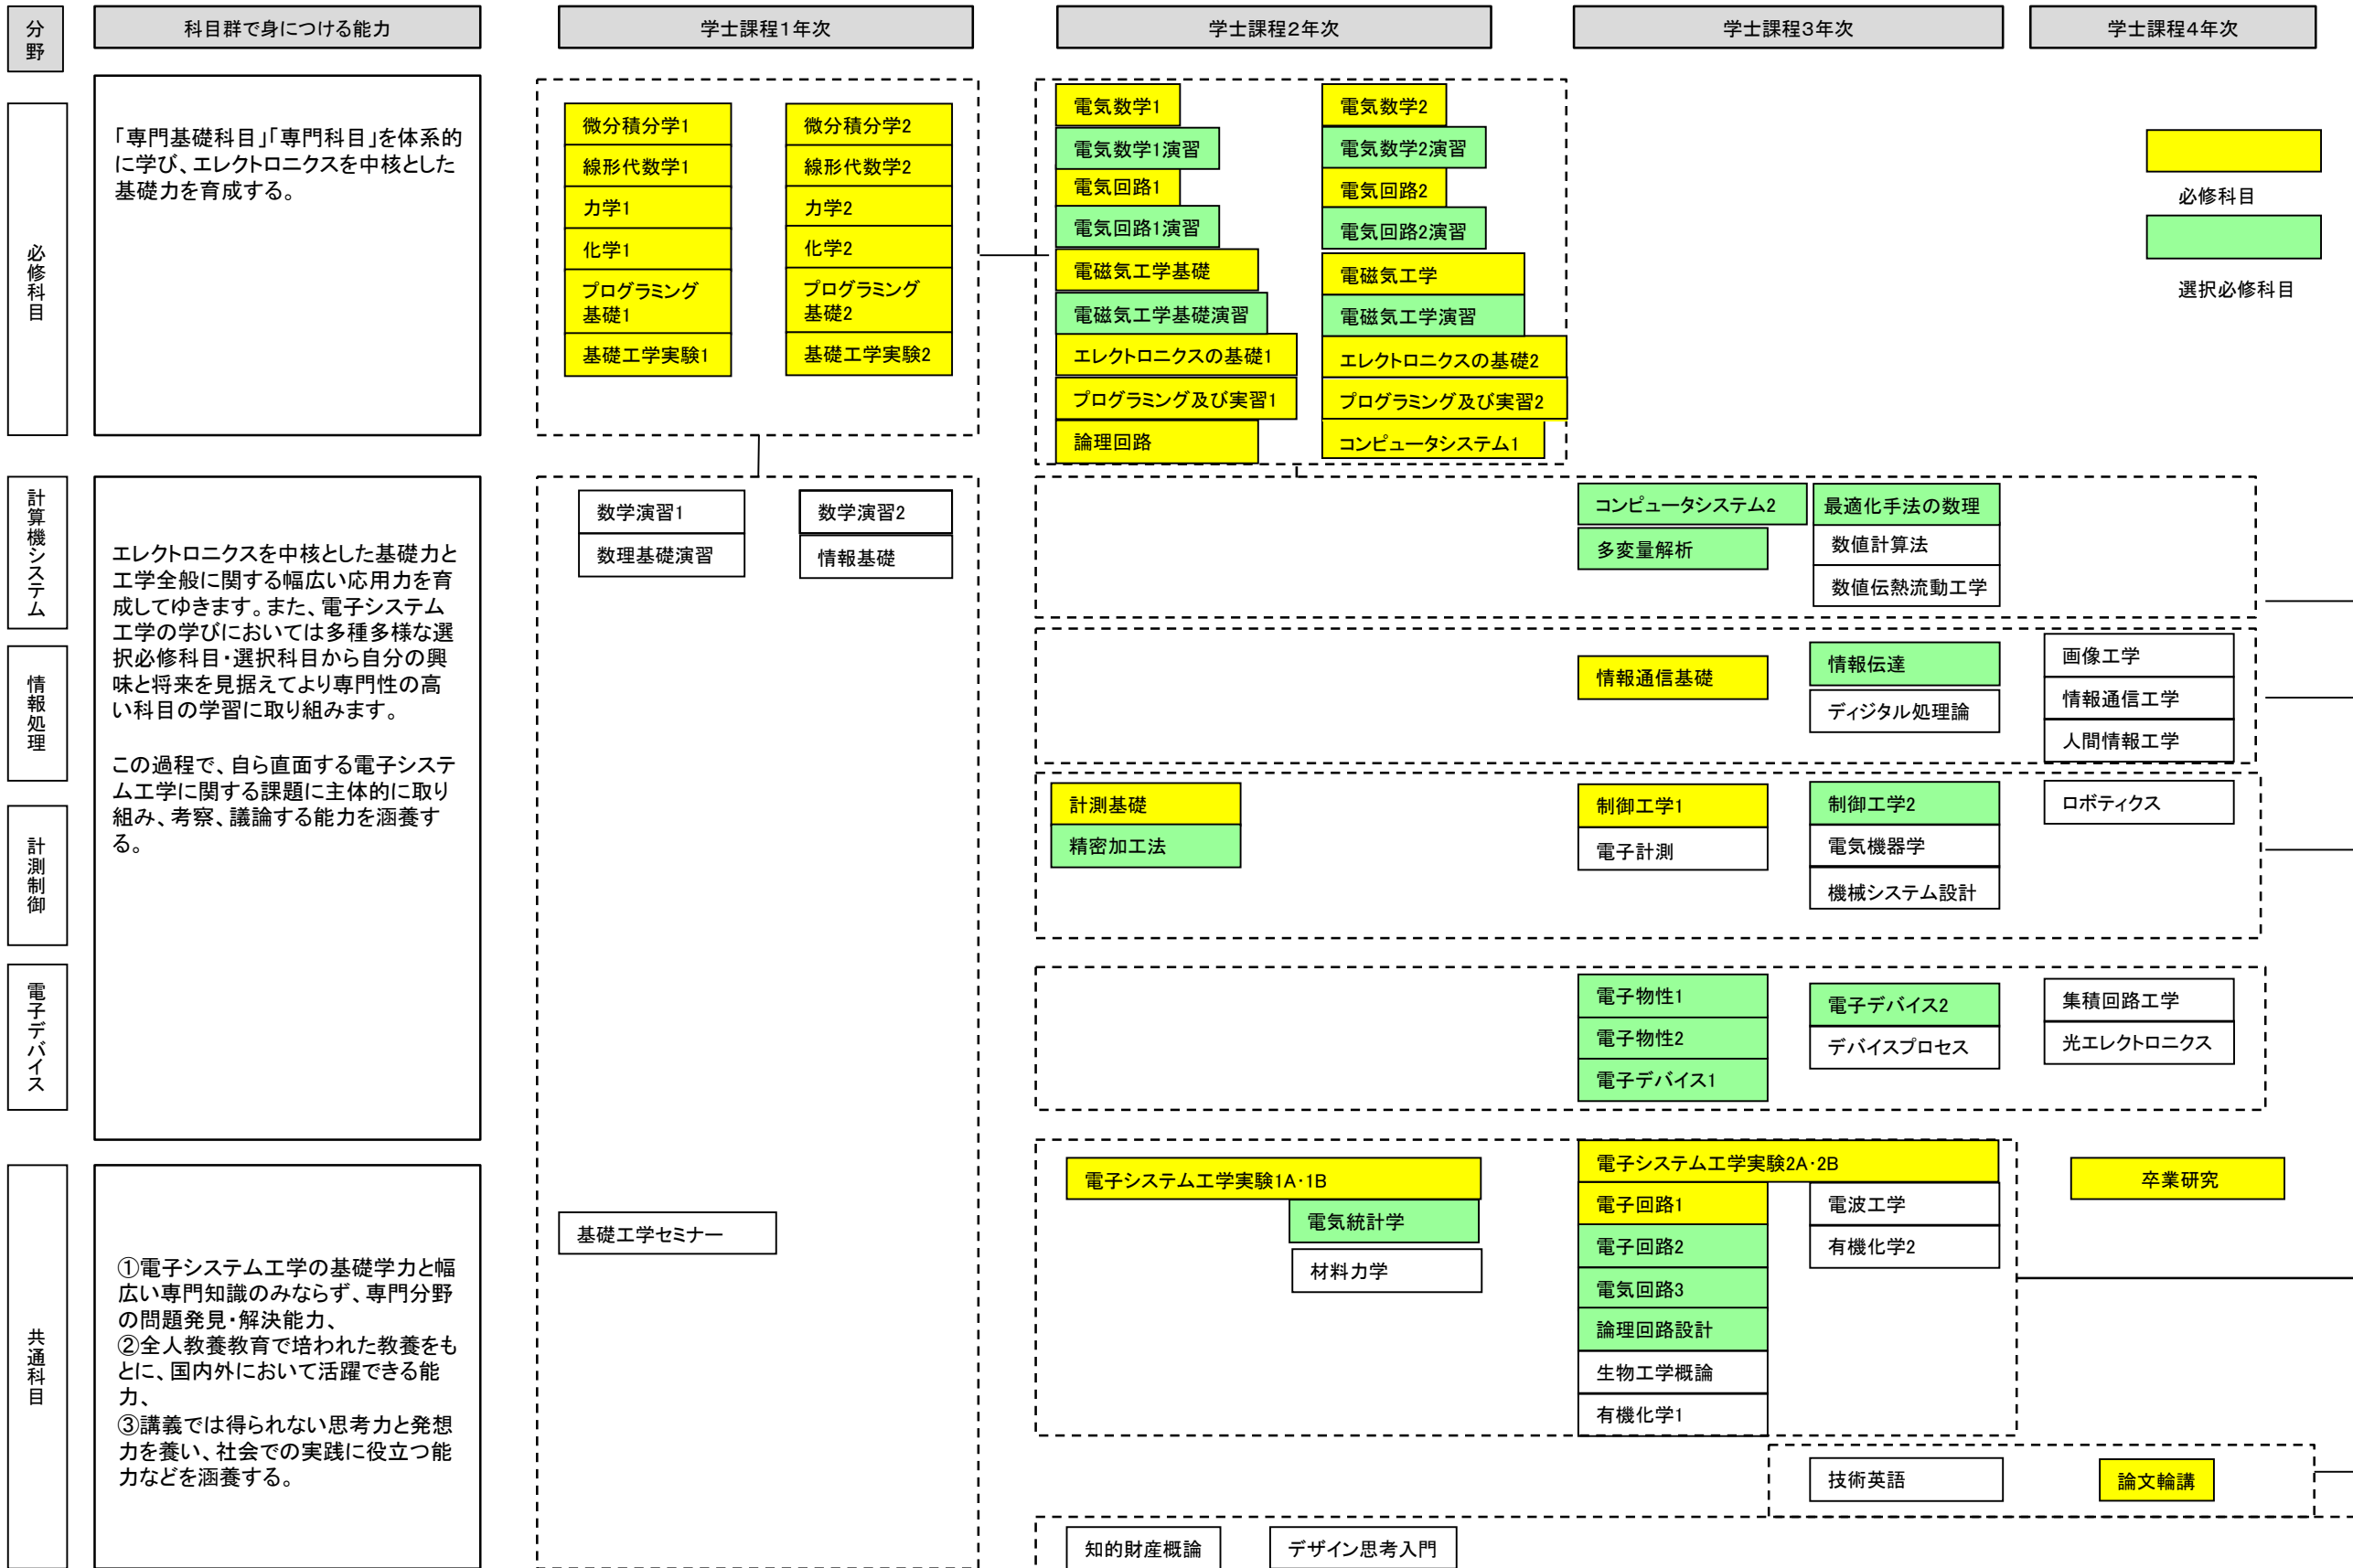 分野
科目群で身につける能力
学士課程1年次
学士課程2年次
学士課程3年次
学士課程4年次
必修科目
「専門基礎科目」「専門科目」を体系的
に学び、エレクトロニクスを中核とした
基礎力を育成する。
微分積分学1
線形代数学1
力学1
化学1
プログラミング
基礎1
基礎工学実験1
微分積分学2
線形代数学2
力学2
化学2
プログラミング
基礎2
基礎工学実験2
電気数学1
電気数学1演習
電気回路1
電気回路1演習
電磁気工学基礎
電磁気工学基礎演習
エレクトロニクスの基礎1
プログラミング及び実習1
論理回路
電気数学2
電気数学2演習
電気回路2
電気回路2演習
電磁気工学
電磁気工学演習
エレクトロニクスの基礎2
プログラミング及び実習2
コンピュータシステム1
必修科目
選択必修科目
計算機システム
情報処理
計測制御
電子デバイス
エレクトロニクスを中核とした基礎力と
工学全般に関する幅広い応用力を育
成してゆきます。また、電子システム
工学の学びにおいては多種多様な選
択必修科目・選択科目から自分の興
味と将来を見据えてより専門性の高
い科目の学習に取り組みます。
この過程で、自ら直面する電子システ
ム工学に関する課題に主体的に取り
組み、考察、議論する能力を涵養す
る。
数学演習1
数理基礎演習
数学演習2
情報基礎
コンピュータシステム2
多変量解析
最適化手法の数理
数値計算法
数値伝熱流動工学
情報通信基礎
情報伝達
ディジタル処理論
画像工学
情報通信工学
人間情報工学
計測基礎
精密加工法
制御工学1
電子計測
制御工学2
電気機器学
機械システム設計
ロボティクス
電子物性1
電子物性2
電子デバイス1
電子デバイス2
デバイスプロセス
集積回路工学
光エレクトロニクス
共通科目
①電子システム工学の基礎学力と幅
広い専門知識のみならず、専門分野
の問題発見・解決能力、
②全人教養教育で培われた教養をも
とに、国内外において活躍できる能
力、
③講義では得られない思考力と発想
力を養い、社会での実践に役立つ能
力などを涵養する。
基礎工学セミナー
電子システム工学実験1A・1B
電気統計学
材料力学
電子システム工学実験2A・2B
電子回路1
電子回路2
電気回路3
論理回路設計
生物工学概論
有機化学1
電波工学
有機化学2
卒業研究
技術英語
論文輪講
知的財産概論
デザイン思考入門